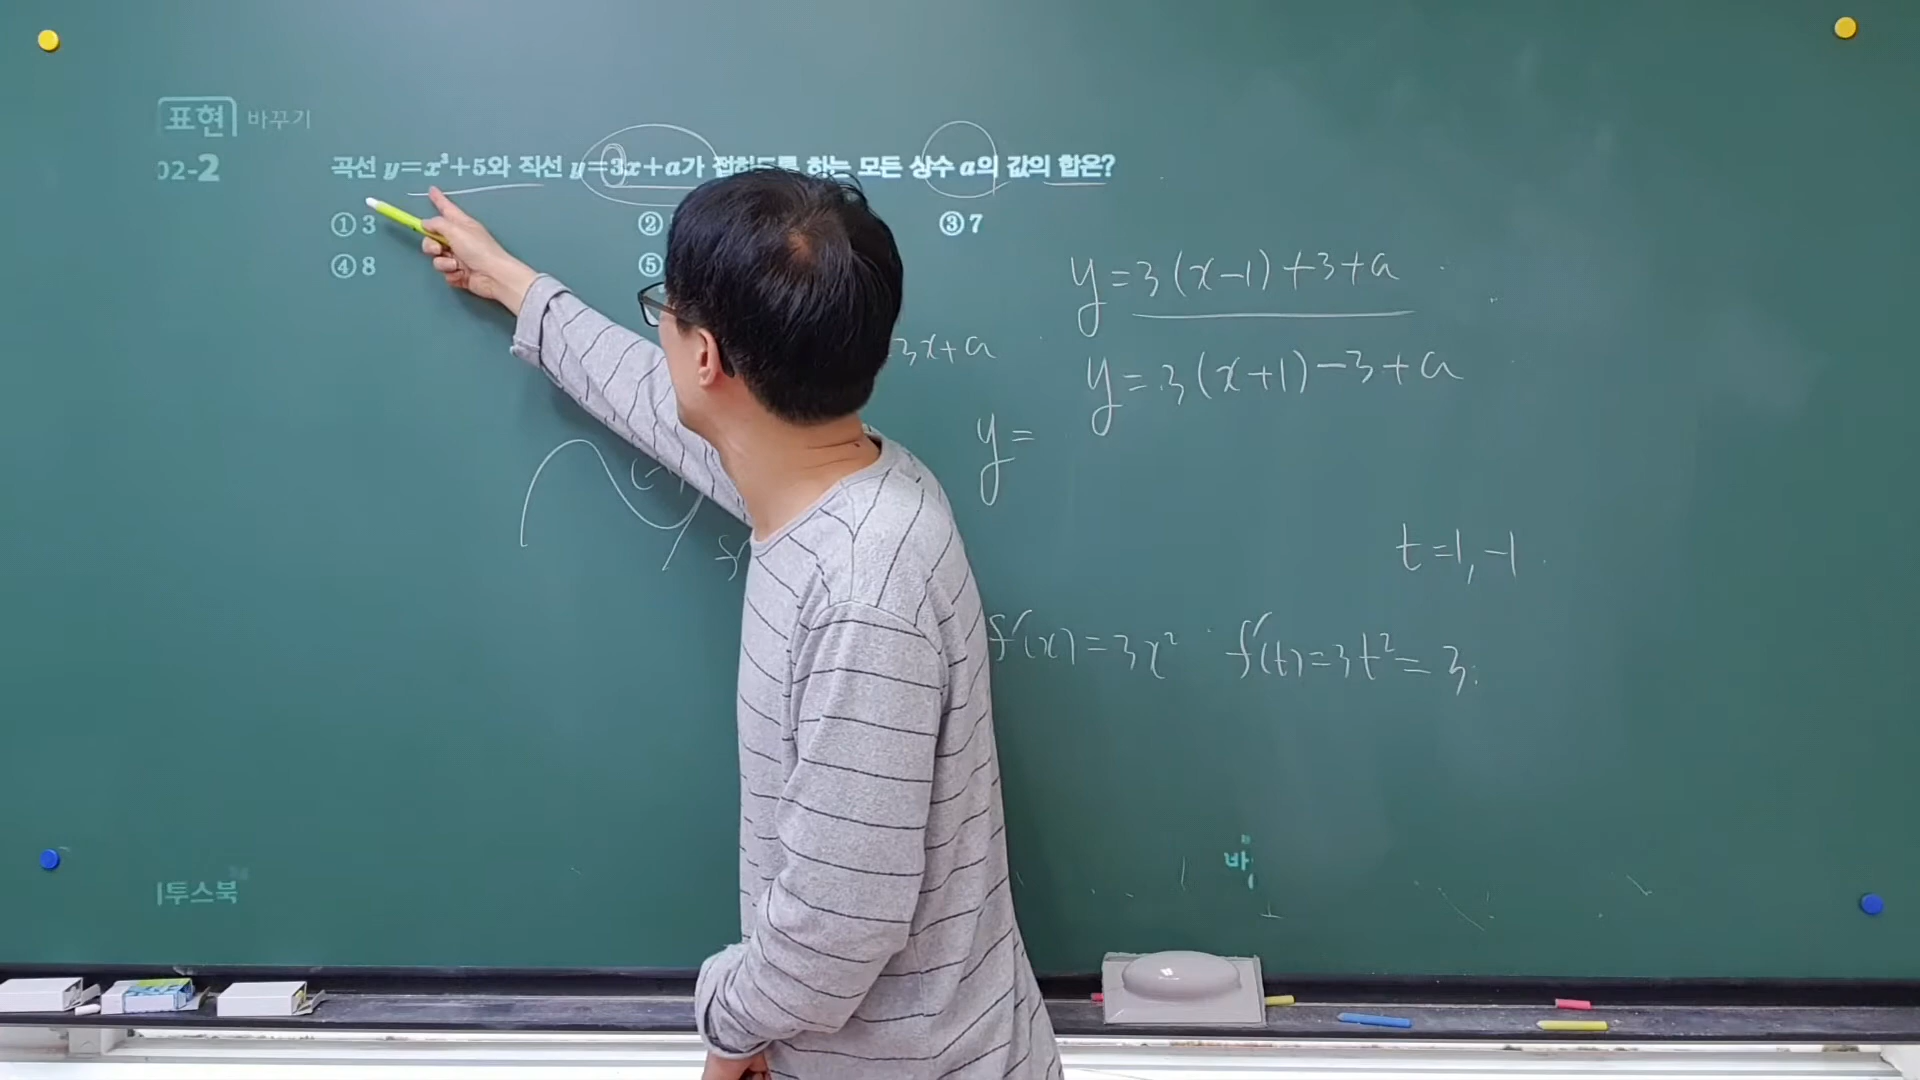 표현 바꾸기
02-2
곡선 y=x³+5와 직선 y=3x+a가 접하도록 하는 모든 상수 a의 값의 합은?
① 3
②
③ 7
④ 8
⑤
y=3(x-1)+3+a
3x+a
y=3(x+1)-3+a
y=
t=1,-1
f'(x)=3x² f'(t)=3t²=3
이투스북
바